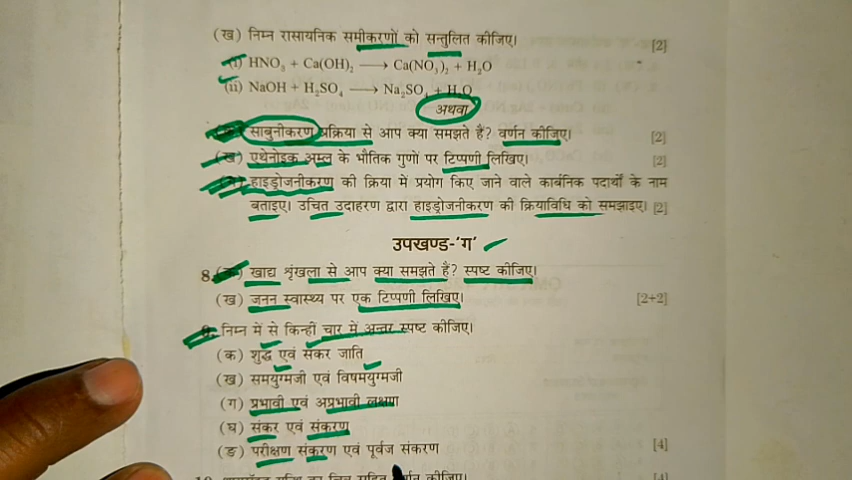 (ख) निम्न रासायनिक समीकरणों को सन्तुलित कीजिए। [2]
(i) HNO₃ + Ca(OH)₂ ⟶ Ca(NO₃)₂ + H₂O
(ii) NaOH + H₂SO₄ ⟶ Na₂SO₄ + H₂O
अथवा
साबुनीकरण प्रक्रिया से आप क्या समझते हैं? वर्णन कीजिए। [2]
(ख) एथेनोइक अम्ल के भौतिक गुणों पर टिप्पणी लिखिए। [2]
हाइड्रोजनीकरण की क्रिया में प्रयोग किए जाने वाले कार्बनिक पदार्थों के नाम
बताइए। उचित उदाहरण द्वारा हाइड्रोजनीकरण की क्रियाविधि को समझाइए। [2]
उपखण्ड-'ग'
8. खाद्य शृंखला से आप क्या समझते हैं? स्पष्ट कीजिए।
(ख) जनन स्वास्थ्य पर एक टिप्पणी लिखिए। [2+2]
9. निम्न में से किन्हीं चार में अन्तर स्पष्ट कीजिए।
(क) शुद्ध एवं संकर जाति
(ख) समयुग्मजी एवं विषमयुग्मजी
(ग) प्रभावी एवं अप्रभावी लक्षण
(घ) संकर एवं संकरण
(ङ) परीक्षण संकरण एवं पूर्वज संकरण [4]
कीजिए। [4]